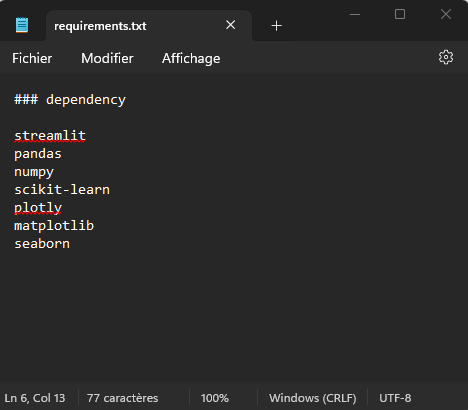 requirements.txt
Fichier Modifier Affichage
### dependency
streamlit
pandas
numpy
scikit-learn
plotly
matplotlib
seaborn
Ln 6, Col 13 77 caractères 100% Windows (CRLF) UTF-8